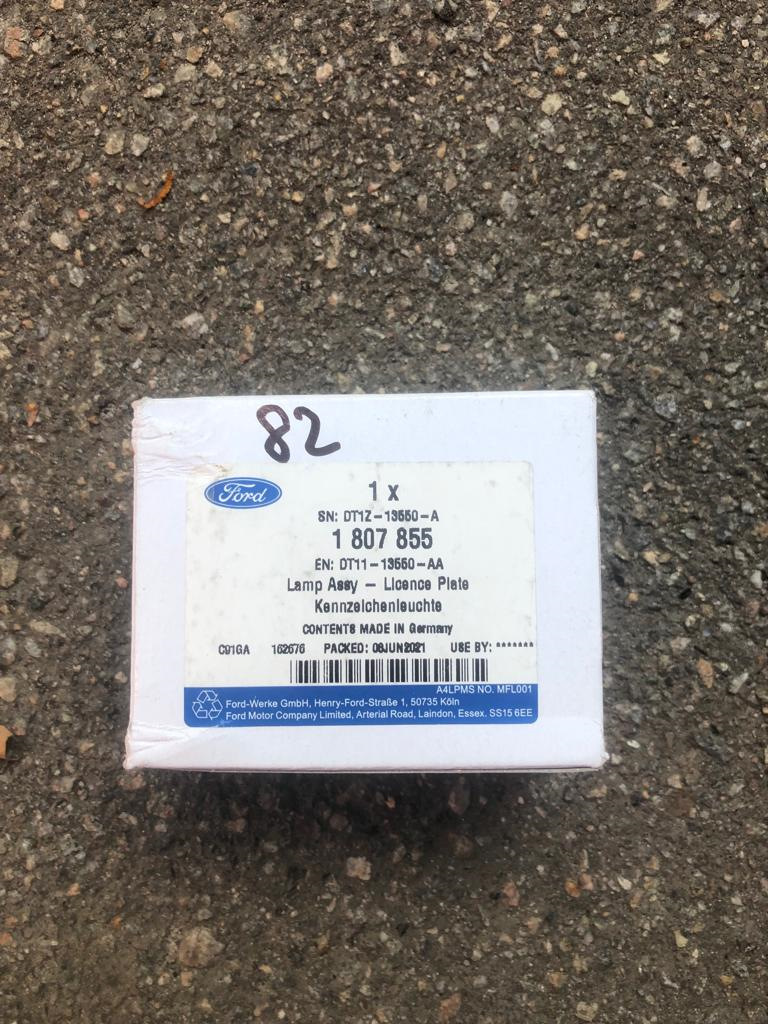 82
Ford
1 x
SN: DT1Z-13550-A
1 807 855
EN: DT11-13550-AA
Lamp Assy - Licence Plate
Kennzeichenleuchte
CONTENTS MADE IN Germany
C91GA 162676 PACKED: 08JUN2021 USE BY: *******
A4LPMS NO. MFL001
Ford-Werke GmbH, Henry-Ford-Straße 1, 50735 Köln
Ford Motor Company Limited, Arterial Road, Laindon, Essex. SS15 6EE